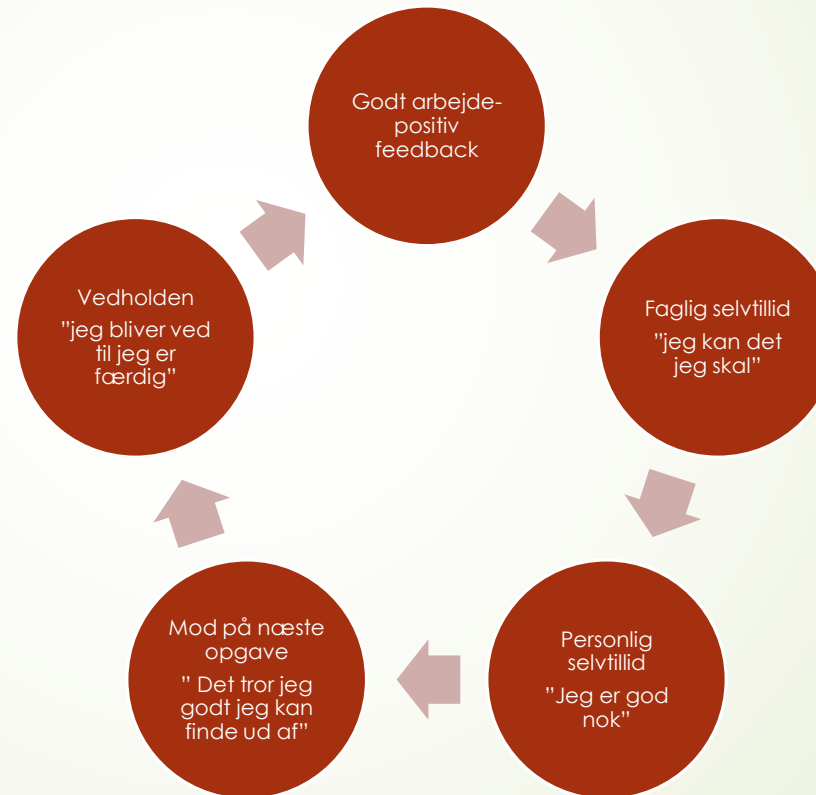 Godt arbejde-
positiv
feedback
Faglig selvtillid
"jeg kan det
jeg skal"
Personlig
selvtillid
"Jeg er god
nok"
Mod på næste
opgave
" Det tror jeg
godt jeg kan
finde ud af"
Vedholden
"jeg bliver ved
til jeg er
færdig"